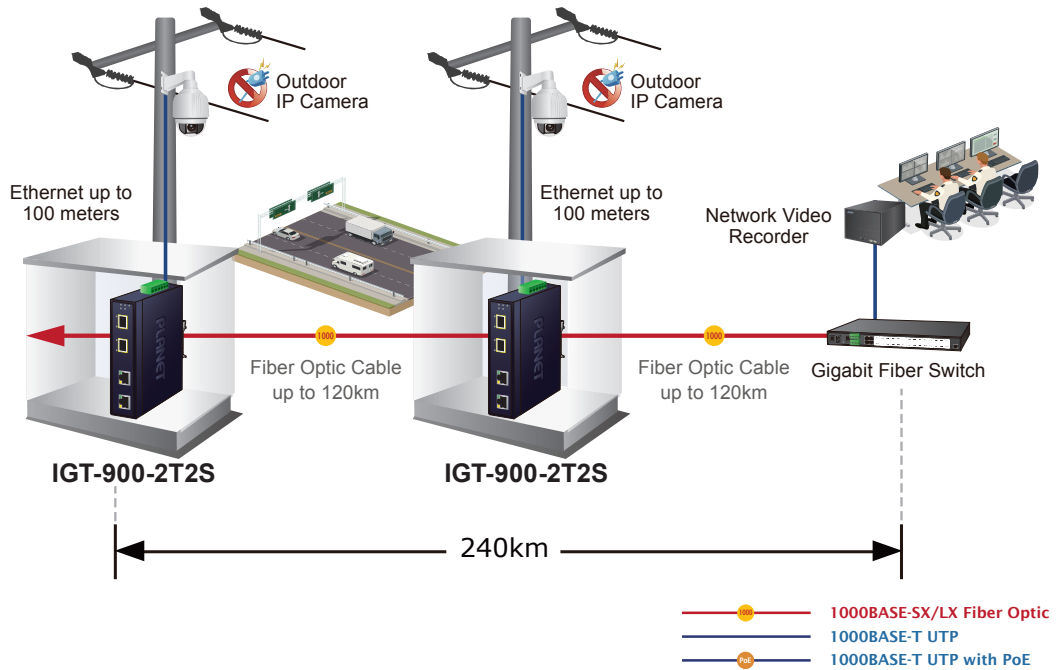 Outdoor
IP Camera
Outdoor
IP Camera
Ethernet up to
100 meters
Ethernet up to
100 meters
Network Video
Recorder
PLANET
PLANET
1000
1000
Fiber Optic Cable
up to 120km
Fiber Optic Cable
up to 120km
Gigabit Fiber Switch
IGT-900-2T2S
IGT-900-2T2S
240km
1000
1000BASE-SX/LX Fiber Optic
1000BASE-T UTP
PoE
1000BASE-T UTP with PoE